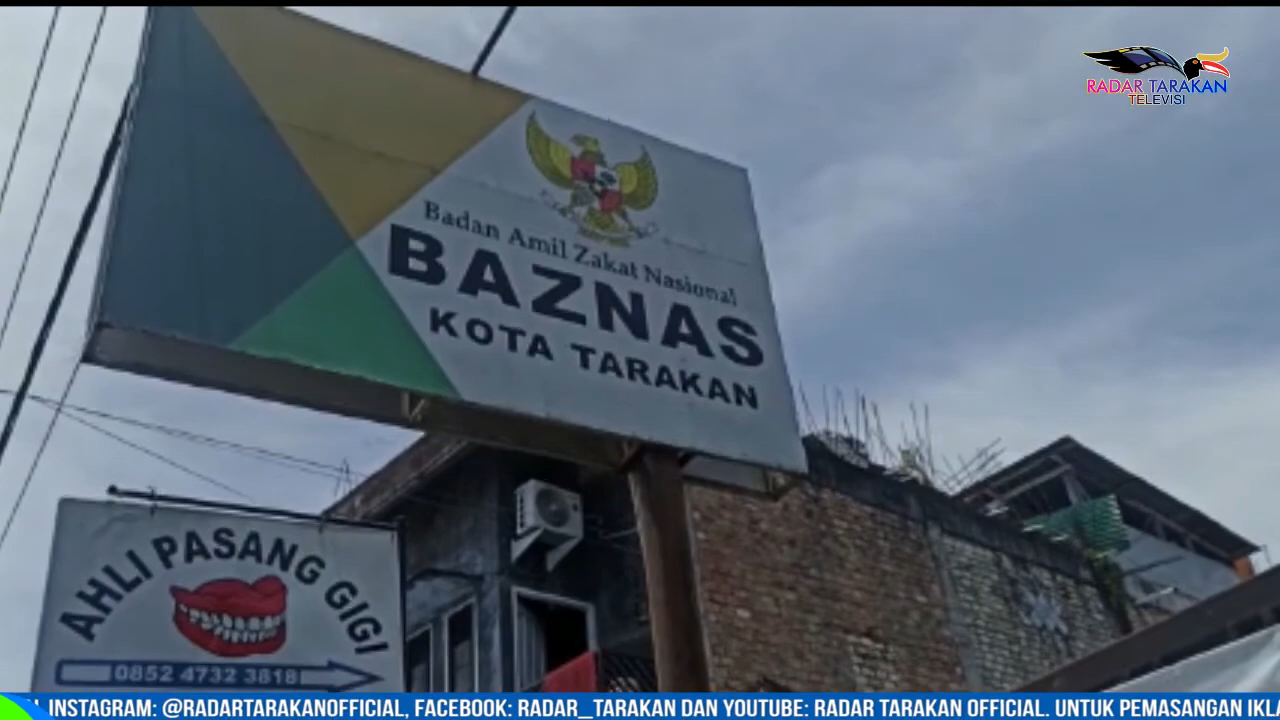 RADAR TARAKAN
TELEVISI
Badan Amil Zakat Nasional
BAZNAS
KOTA TARAKAN
AHLI PASANG GIGI
0852 4732 3818
INSTAGRAM: @RADARTARAKANOFFICIAL, FACEBOOK: RADAR_TARAKAN DAN YOUTUBE: RADAR TARAKAN OFFICIAL. UNTUK PEMASANGAN